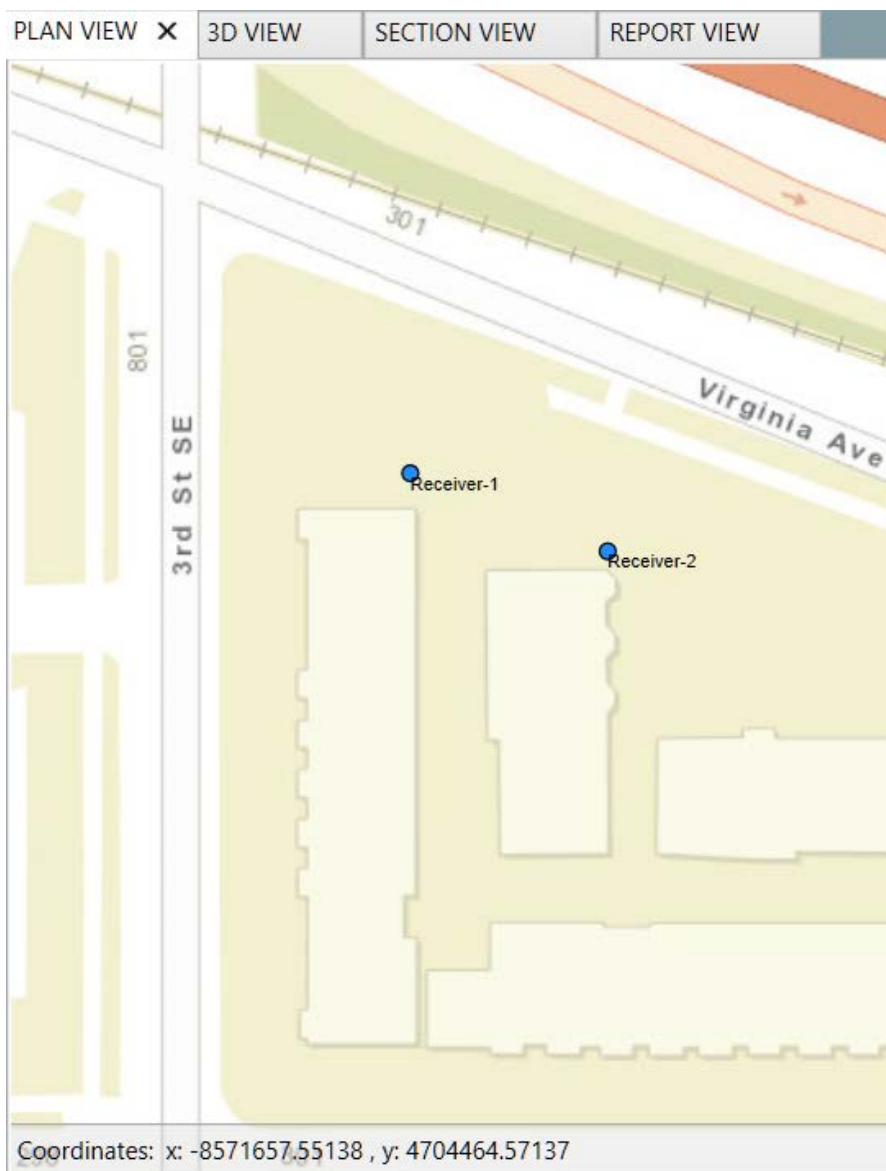 PLAN VIEW X 3D VIEW SECTION VIEW REPORT VIEW
301
801
Virginia Ave
3rd St SE
Receiver-1
Receiver-2
Coordinates: x: -8571657.55138 , y: 4704464.57137